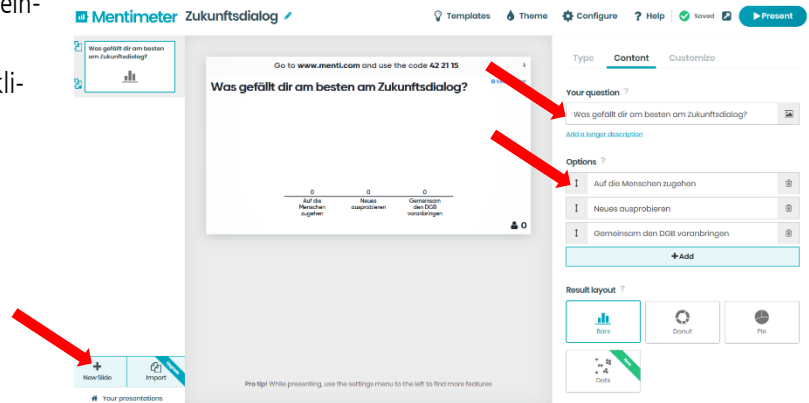 ein-
kli-
Mentimeter Zukunftsdialog
Templates Theme Configure ? Help Saved Present
Was gefällt dir am besten am Zukunftsdialog?
Go to www.menti.com and use the code 42 21 15
Was gefällt dir am besten am Zukunftsdialog?
0 0 0
Auf die Menschen zugehen
Neues ausprobieren
Gemeinsam den DGB voranbringen
0
New Slide
Import
Your presentations
Pro tip! While presenting, use the settings menu to the left to find more features
Type Content Customize
Your question ?
Was gefällt dir am besten am Zukunftsdialog?
Add a longer description
Options ?
Auf die Menschen zugehen
Neues ausprobieren
Gemeinsam den DGB voranbringen
+Add
Result layout ?
Bars
Donut
Pie
Dots